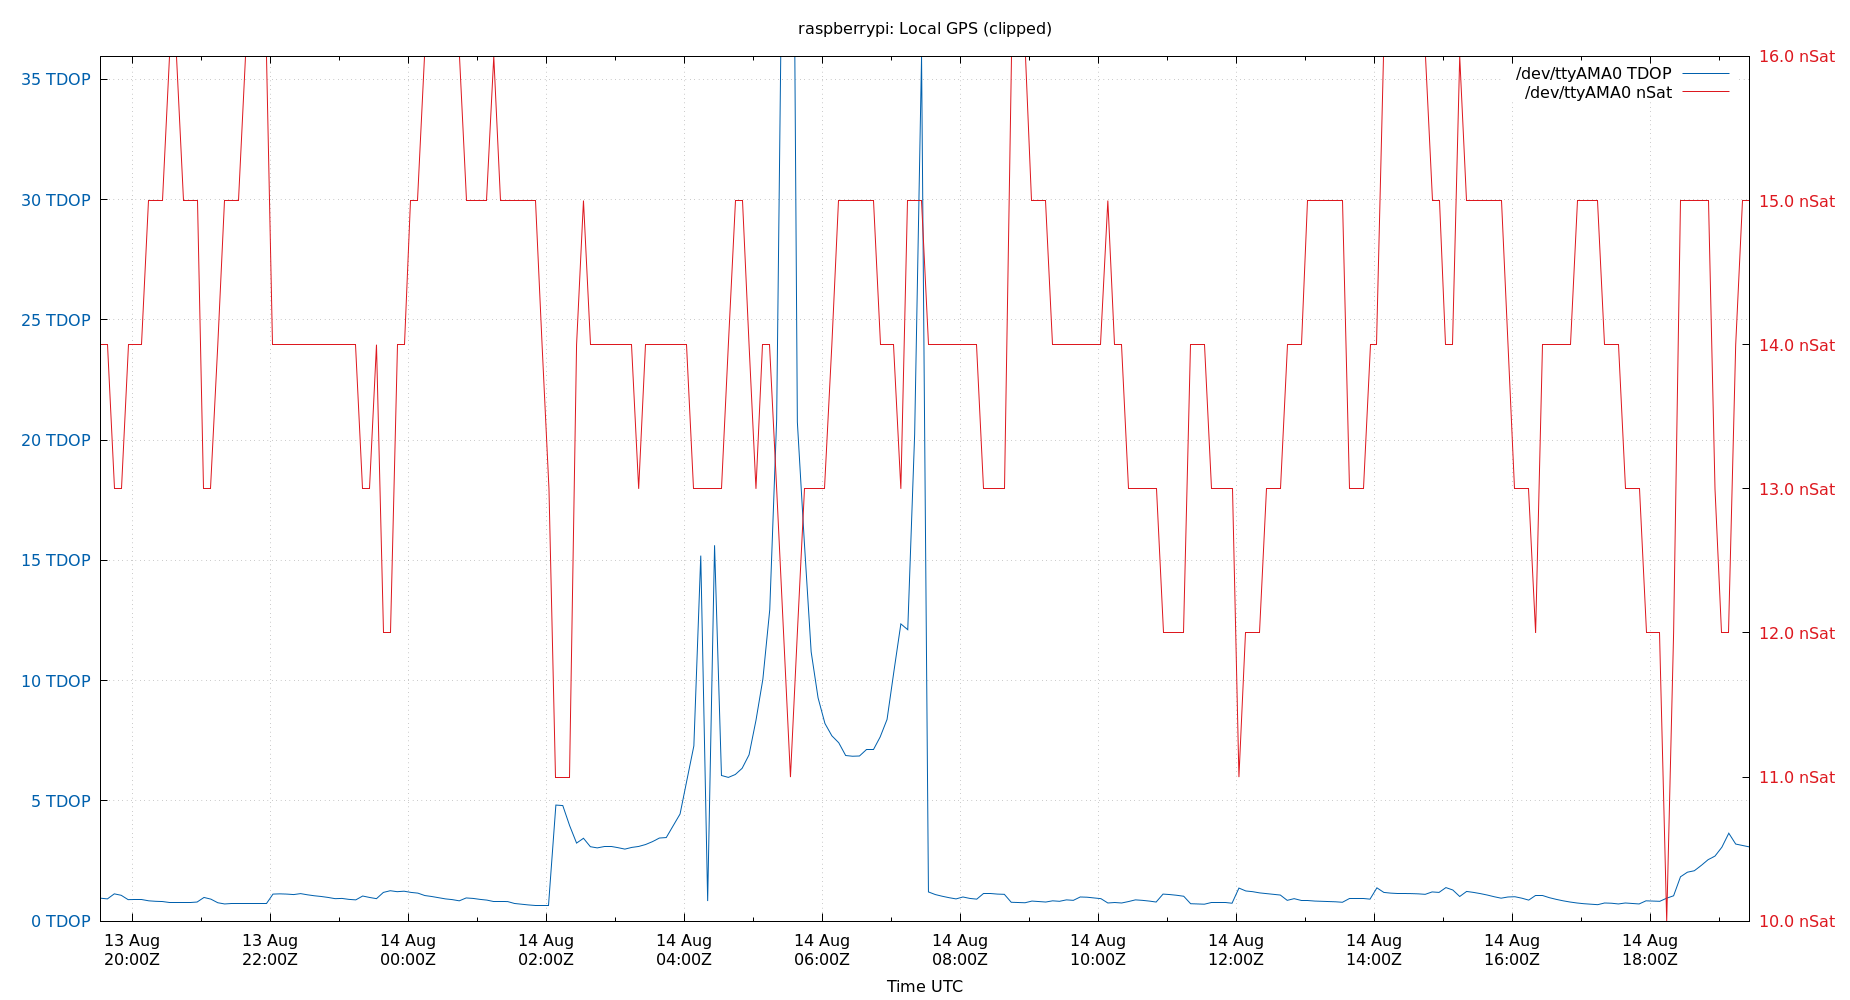 raspberrypi: Local GPS (clipped)
/dev/ttyAMA0 TDOP
/dev/ttyAMA0 nSat
35 TDOP
30 TDOP
25 TDOP
20 TDOP
15 TDOP
10 TDOP
5 TDOP
0 TDOP
16.0 nSat
15.0 nSat
14.0 nSat
13.0 nSat
12.0 nSat
11.0 nSat
10.0 nSat
13 Aug
20:00Z
13 Aug
22:00Z
14 Aug
00:00Z
14 Aug
02:00Z
14 Aug
04:00Z
14 Aug
06:00Z
14 Aug
08:00Z
14 Aug
10:00Z
14 Aug
12:00Z
14 Aug
14:00Z
14 Aug
16:00Z
14 Aug
18:00Z
Time UTC